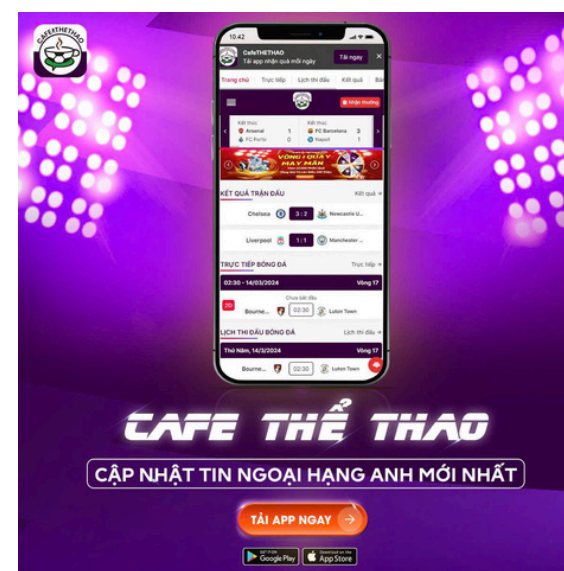 CAFETHETHAO
10.42
CafeTHETHAO
Tải app nhận quà mỗi ngày
Tải ngay
×
Trang chủ Trực tiếp Lịch thi đấu Kết quả
Nhận thưởng
Kết thúc
Arsenal 1
FC Porto 0
Kết thúc
FC Barcelona 3
Napoli 1
VÒNG QUAY
MAY MẮN
KẾT QUẢ TRẬN ĐẤU Kết quả
Chelsea 3 : 2 Newcastle U...
Liverpool 1 : 1 Manchester ...
TRỰC TIẾP BÓNG ĐÁ Trực tiếp
02:30 - 14/03/2024 Vòng 17
Chưa bắt đầu
Bourne... 02:30 Luton Town
LỊCH THI ĐẤU BÓNG ĐÁ Lịch thi đấu
Thứ Năm, 14/3/2024 Vòng 17
Bourne... 02:30 Luton Town
CAFE THỂ THAO
CẬP NHẬT TIN NGOẠI HẠNG ANH MỚI NHẤT
TẢI APP NGAY
GET IT ON
Google Play
Download on the
App Store